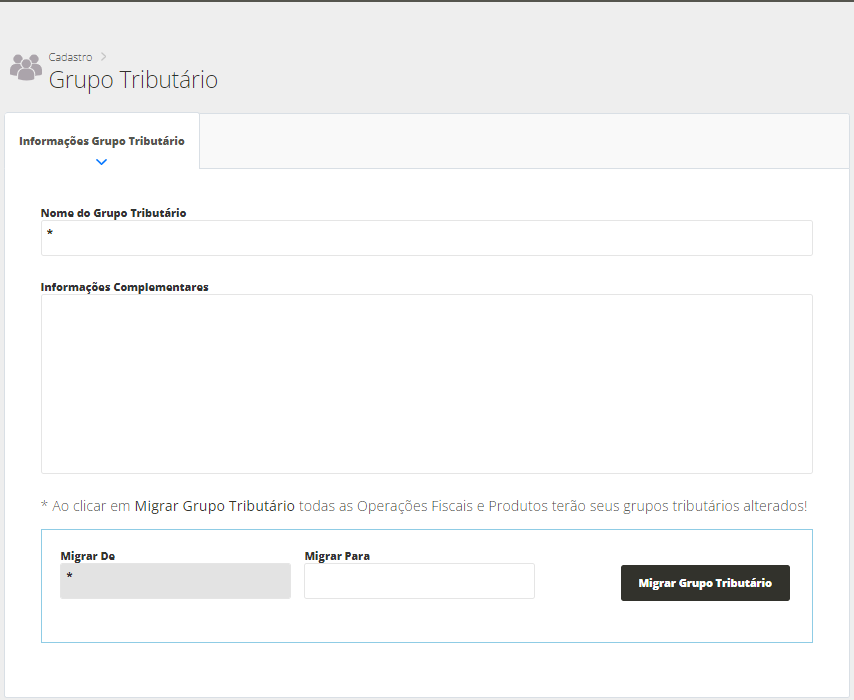 Cadastro
Grupo Tributário
Informações Grupo Tributário
Nome do Grupo Tributário
*
Informações Complementares
* Ao clicar em Migrar Grupo Tributário todas as Operações Fiscais e Produtos terão seus grupos tributários alterados!
Migrar De
Migrar Para
*
Migrar Grupo Tributário